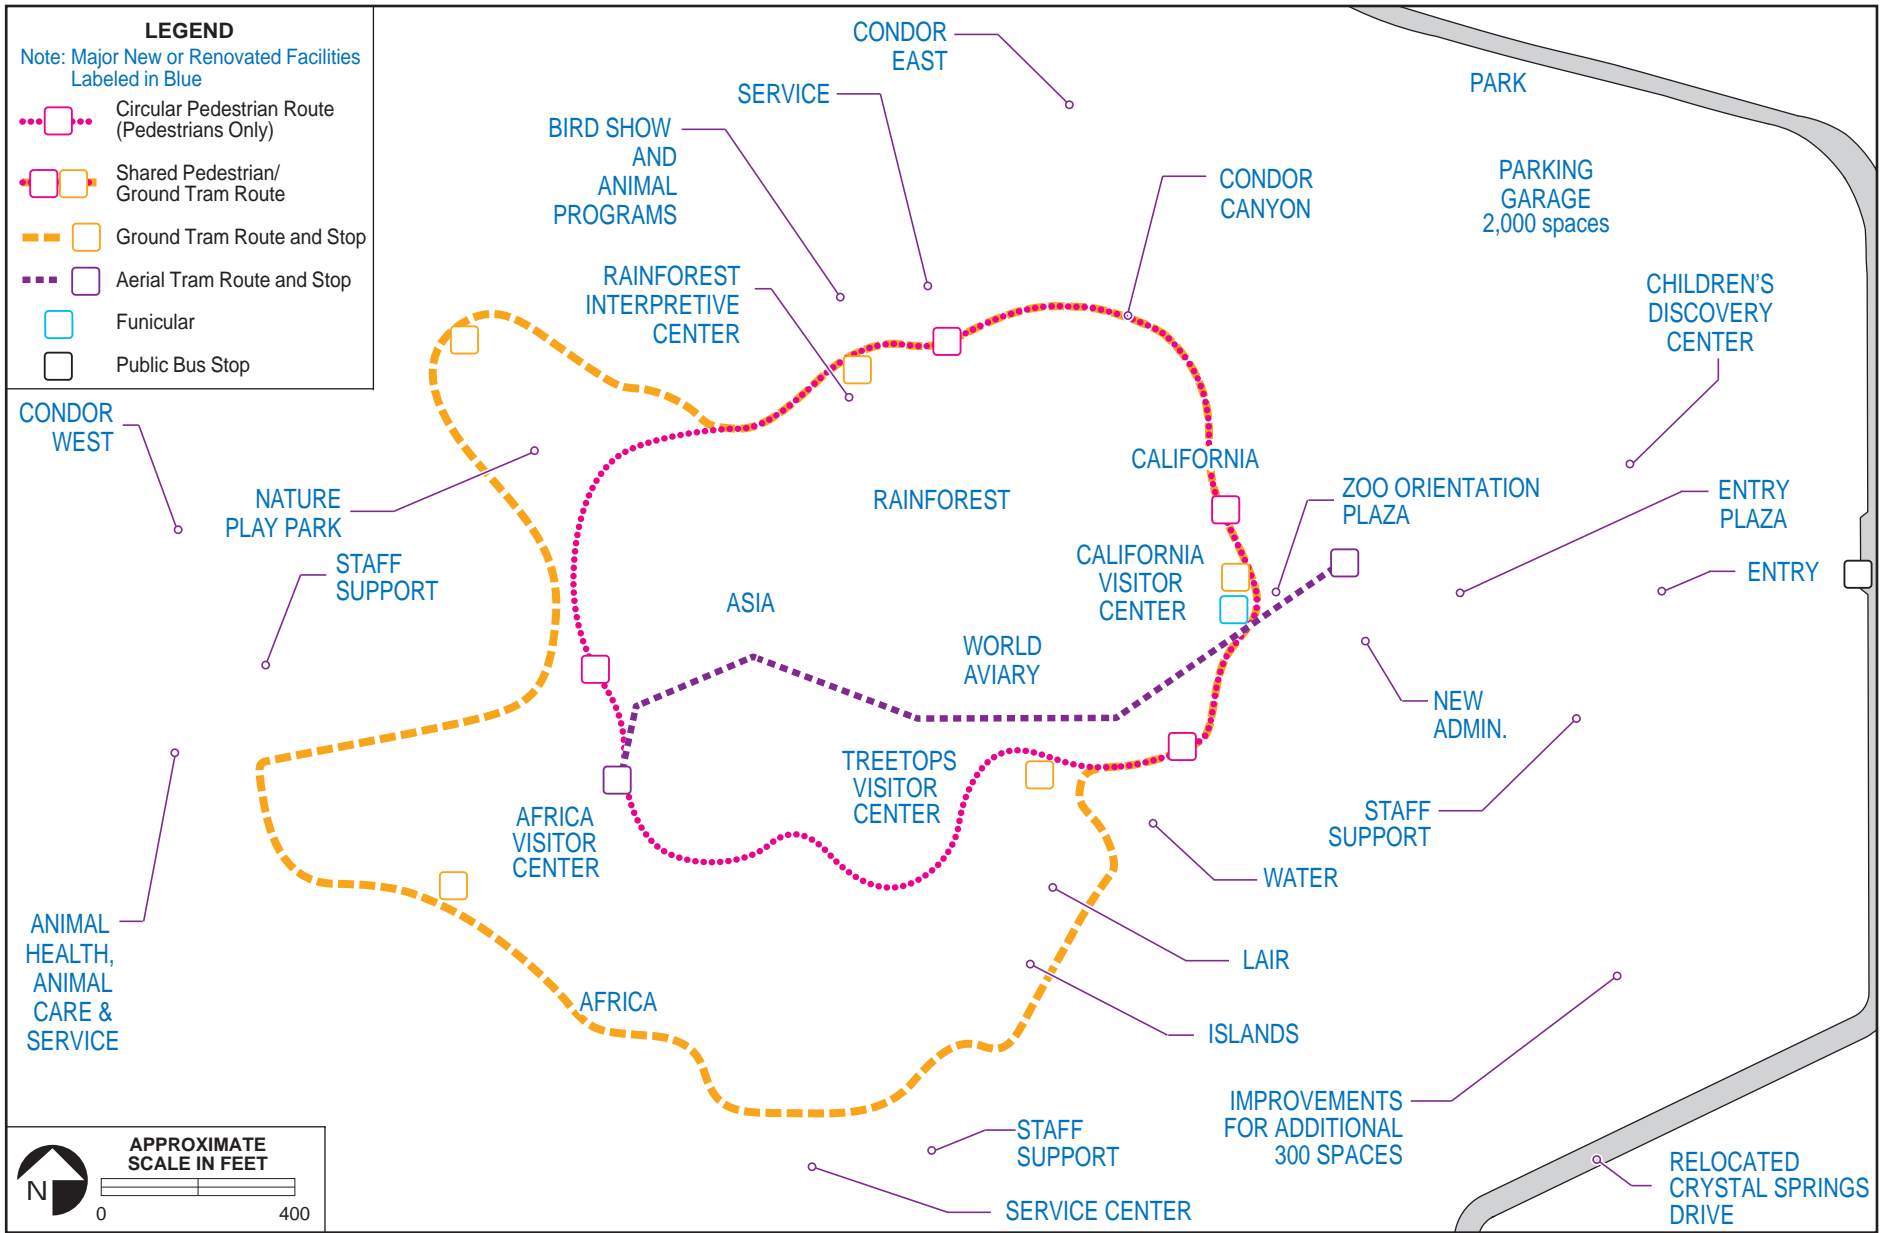 LEGEND
Note: Major New or Renovated Facilities
Labeled in Blue
Circular Pedestrian Route
(Pedestrians Only)
Shared Pedestrian/
Ground Tram Route
Ground Tram Route and Stop
Aerial Tram Route and Stop
Funicular
Public Bus Stop
CONDOR
EAST
SERVICE
BIRD SHOW
AND
ANIMAL
PROGRAMS
RAINFOREST
INTERPRETIVE
CENTER
CONDOR
CANYON
PARK
PARKING
GARAGE
2,000 spaces
CHILDREN'S
DISCOVERY
CENTER
CONDOR
WEST
NATURE
PLAY PARK
STAFF
SUPPORT
RAINFOREST
CALIFORNIA
ZOO ORIENTATION
PLAZA
ENTRY
PLAZA
ENTRY
CALIFORNIA
VISITOR
CENTER
ASIA
WORLD
AVIARY
NEW
ADMIN.
TREETOPS
VISITOR
CENTER
AFRICA
VISITOR
CENTER
STAFF
SUPPORT
WATER
LAIR
ISLANDS
ANIMAL
HEALTH,
ANIMAL
CARE &
SERVICE
AFRICA
IMPROVEMENTS
FOR ADDITIONAL
300 SPACES
STAFF
SUPPORT
SERVICE CENTER
RELOCATED
CRYSTAL SPRINGS
DRIVE
APPROXIMATE
SCALE IN FEET
N
0 400